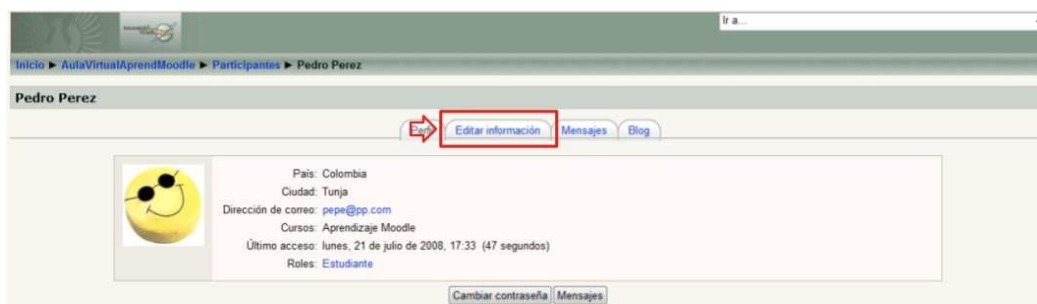 Ir a...
Inicio ► AulaVirtualAprendMoodle ► Participantes ► Pedro Perez
Pedro Perez
Perfil Editar información Mensajes Blog
País: Colombia
Ciudad: Tunja
Dirección de correo: pepe@pp.com
Cursos: Aprendizaje Moodle
Último acceso: lunes, 21 de julio de 2008, 17:33 (47 segundos)
Roles: Estudiante
Cambiar contraseña Mensajes